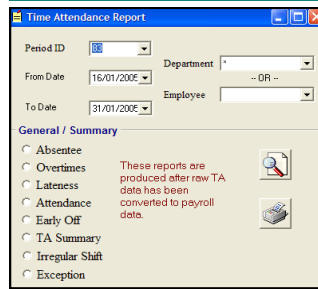 Time Attendance Report
Period ID 03
Department *
From Date 16/01/2005
-- OR --
Employee
To Date 31/01/2005
General / Summary
Absentee
Overtimes
Lateness
Attendance
Early Off
TA Summary
Irregular Shift
Exception
These reports are
produced after raw TA
data has been
converted to payroll
data.